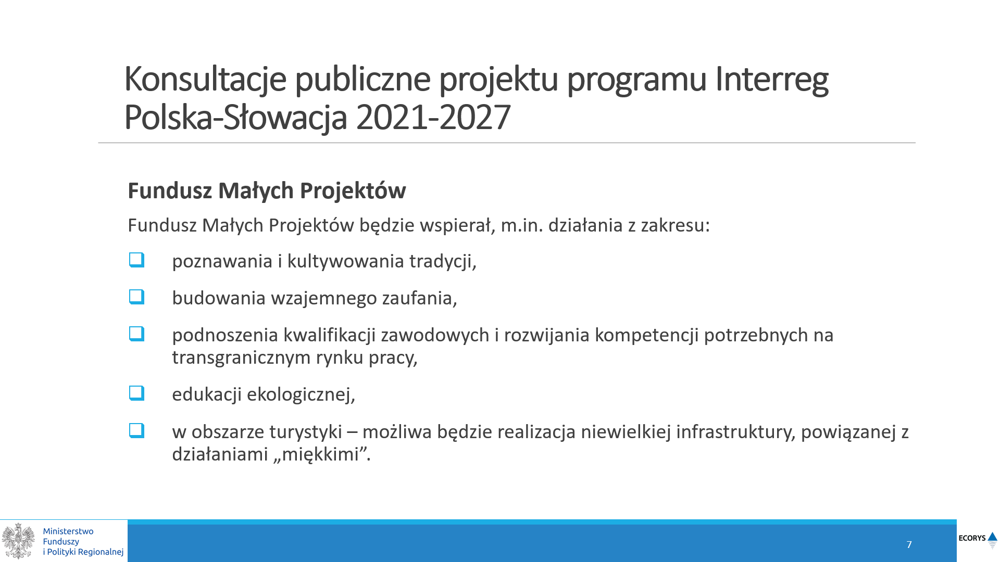 Konsultacje publiczne projektu programu Interreg
Polska-Słowacja 2021-2027
Fundusz Małych Projektów
Fundusz Małych Projektów będzie wspierał, m.in. działania z zakresu:
poznawania i kultywowania tradycji,
budowania wzajemnego zaufania,
podnoszenia kwalifikacji zawodowych i rozwijania kompetencji potrzebnych na
transgranicznym rynku pracy,
edukacji ekologicznej,
w obszarze turystyki – możliwa będzie realizacja niewielkiej infrastruktury, powiązanej z
działaniami „miękkimi”.
Ministerstwo
Funduszy
i Polityki Regionalnej
7
ECORYS